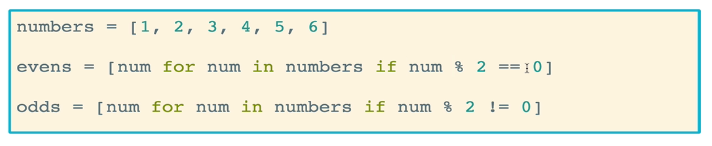 numbers = [1, 2, 3, 4, 5, 6]
evens = [num for num in numbers if num % 2 == 0]
odds = [num for num in numbers if num % 2 != 0]